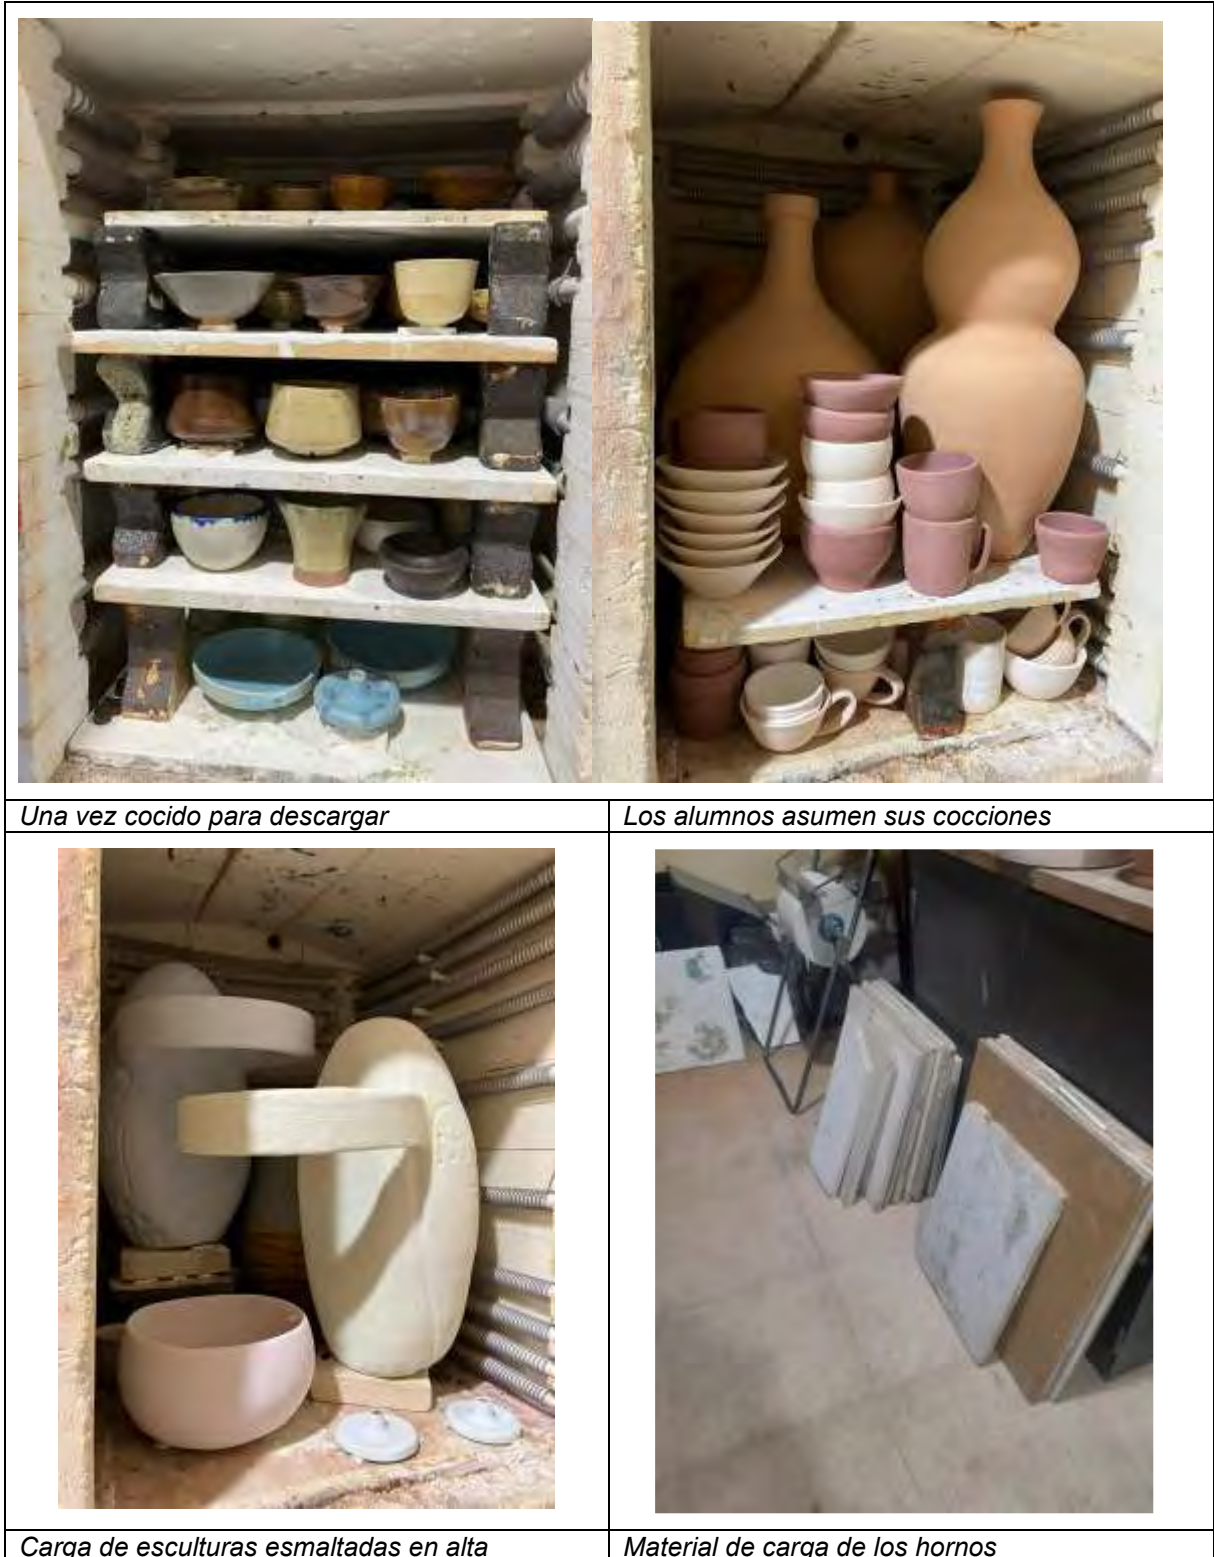 Una vez cocido para descargar
Los alumnos asumen sus cocciones
Carga de esculturas esmaltadas en alta
Material de carga de los hornos